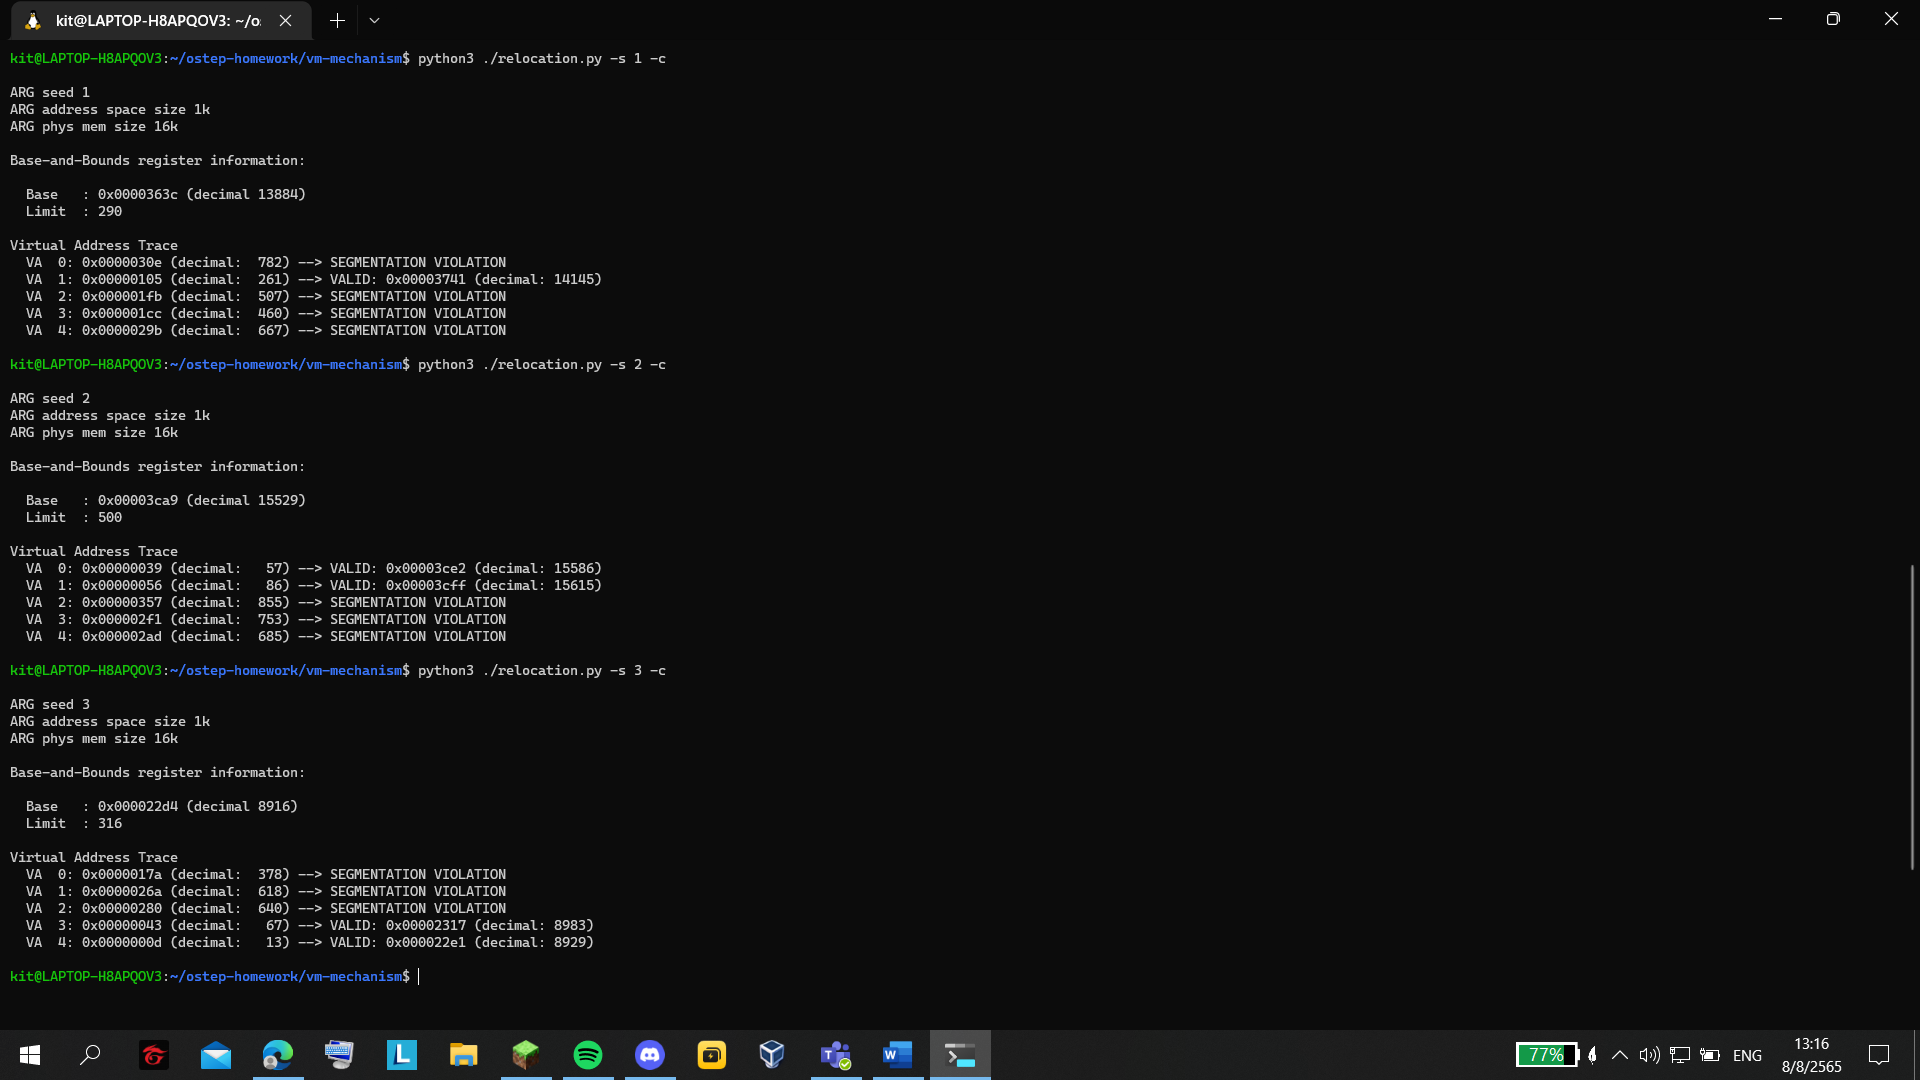 kit@LAPTOP-H8APQOV3: ~/o
kit@LAPTOP-H8APQOV3:~/ostep-homework/vm-mechanism$ python3 ./relocation.py -s 1 -c
ARG seed 1
ARG address space size 1k
ARG phys mem size 16k
Base-and-Bounds register information:
Base   : 0x0000363c (decimal 13884)
Limit  : 290
Virtual Address Trace
VA  0: 0x0000030e (decimal:  782) --> SEGMENTATION VIOLATION
VA  1: 0x00000105 (decimal:  261) --> VALID: 0x00003741 (decimal: 14145)
VA  2: 0x000001fb (decimal:  507) --> SEGMENTATION VIOLATION
VA  3: 0x000001cc (decimal:  460) --> SEGMENTATION VIOLATION
VA  4: 0x0000029b (decimal:  667) --> SEGMENTATION VIOLATION
kit@LAPTOP-H8APQOV3:~/ostep-homework/vm-mechanism$ python3 ./relocation.py -s 2 -c
ARG seed 2
ARG address space size 1k
ARG phys mem size 16k
Base-and-Bounds register information:
Base   : 0x00003ca9 (decimal 15529)
Limit  : 500
Virtual Address Trace
VA  0: 0x00000039 (decimal:   57) --> VALID: 0x00003ce2 (decimal: 15586)
VA  1: 0x00000056 (decimal:   86) --> VALID: 0x00003cff (decimal: 15615)
VA  2: 0x00000357 (decimal:  855) --> SEGMENTATION VIOLATION
VA  3: 0x000002f1 (decimal:  753) --> SEGMENTATION VIOLATION
VA  4: 0x000002ad (decimal:  685) --> SEGMENTATION VIOLATION
kit@LAPTOP-H8APQOV3:~/ostep-homework/vm-mechanism$ python3 ./relocation.py -s 3 -c
ARG seed 3
ARG address space size 1k
ARG phys mem size 16k
Base-and-Bounds register information:
Base   : 0x000022d4 (decimal 8916)
Limit  : 316
Virtual Address Trace
VA  0: 0x0000017a (decimal:  378) --> SEGMENTATION VIOLATION
VA  1: 0x0000026a (decimal:  618) --> SEGMENTATION VIOLATION
VA  2: 0x00000280 (decimal:  640) --> SEGMENTATION VIOLATION
VA  3: 0x00000043 (decimal:   67) --> VALID: 0x00002317 (decimal: 8983)
VA  4: 0x0000000d (decimal:   13) --> VALID: 0x000022e1 (decimal: 8929)
kit@LAPTOP-H8APQOV3:~/ostep-homework/vm-mechanism$
77% ENG 13:16
8/8/2565